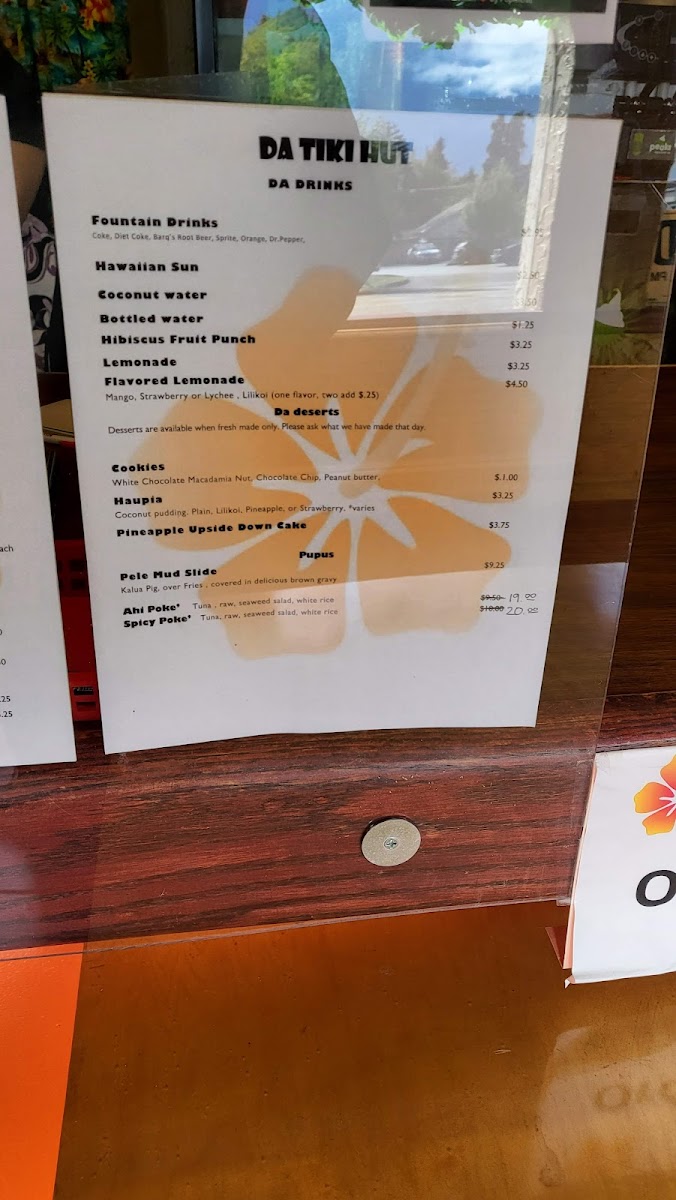 DA TIKI HUT
DA DRINKS
Fountain Drinks
Coke, Diet Coke, Barq's Root Beer, Sprite, Orange, Dr.Pepper,
Hawaiian Sun $2.50
Coconut water
Bottled water $1.25
Hibiscus Fruit Punch $3.25
Lemonade $3.25
Flavored Lemonade $4.50
Mango, Strawberry or Lychee , Lilikoi (one flavor, two add $.25)
Da deserts
Desserts are available when fresh made only. Please ask what we have made that day.
Cookies
White Chocolate Macadamia Nut, Chocolate Chip, Peanut butter, $.1.00
Haupia $3.25
Coconut pudding. Plain, Lilikoi, Pineapple, or Strawberry, *varies
Pineapple Upside Down Cake $3.75
Pupus
Pele Mud Slide $9.25
Kalua Pig, over Fries , covered in delicious brown gravy
Ahi Poke' Tuna , raw, seaweed salad, white rice $9.50 19.00
Spicy Poke' Tuna, raw, seaweed salad, white rice $10.00 20.00
ach
.25
.25
O